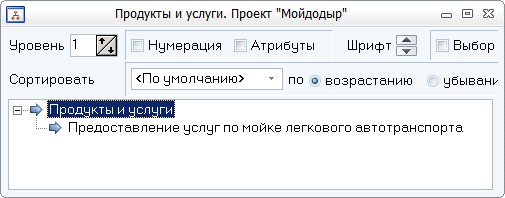 Продукты и услуги. Проект "Мойдодыр"
Уровень 1 Нумерация Атрибуты Шрифт Выбор
Сортировать <По умолчанию> по возрастанию убывани
Продукты и услуги
Предоставление услуг по мойке легкового автотранспорта